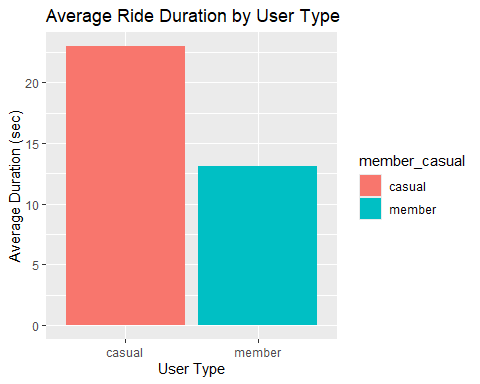 Average Ride Duration by User Type
Average Duration (sec)
20
15
10
5
0
casual
member
User Type
member_casual
casual
member